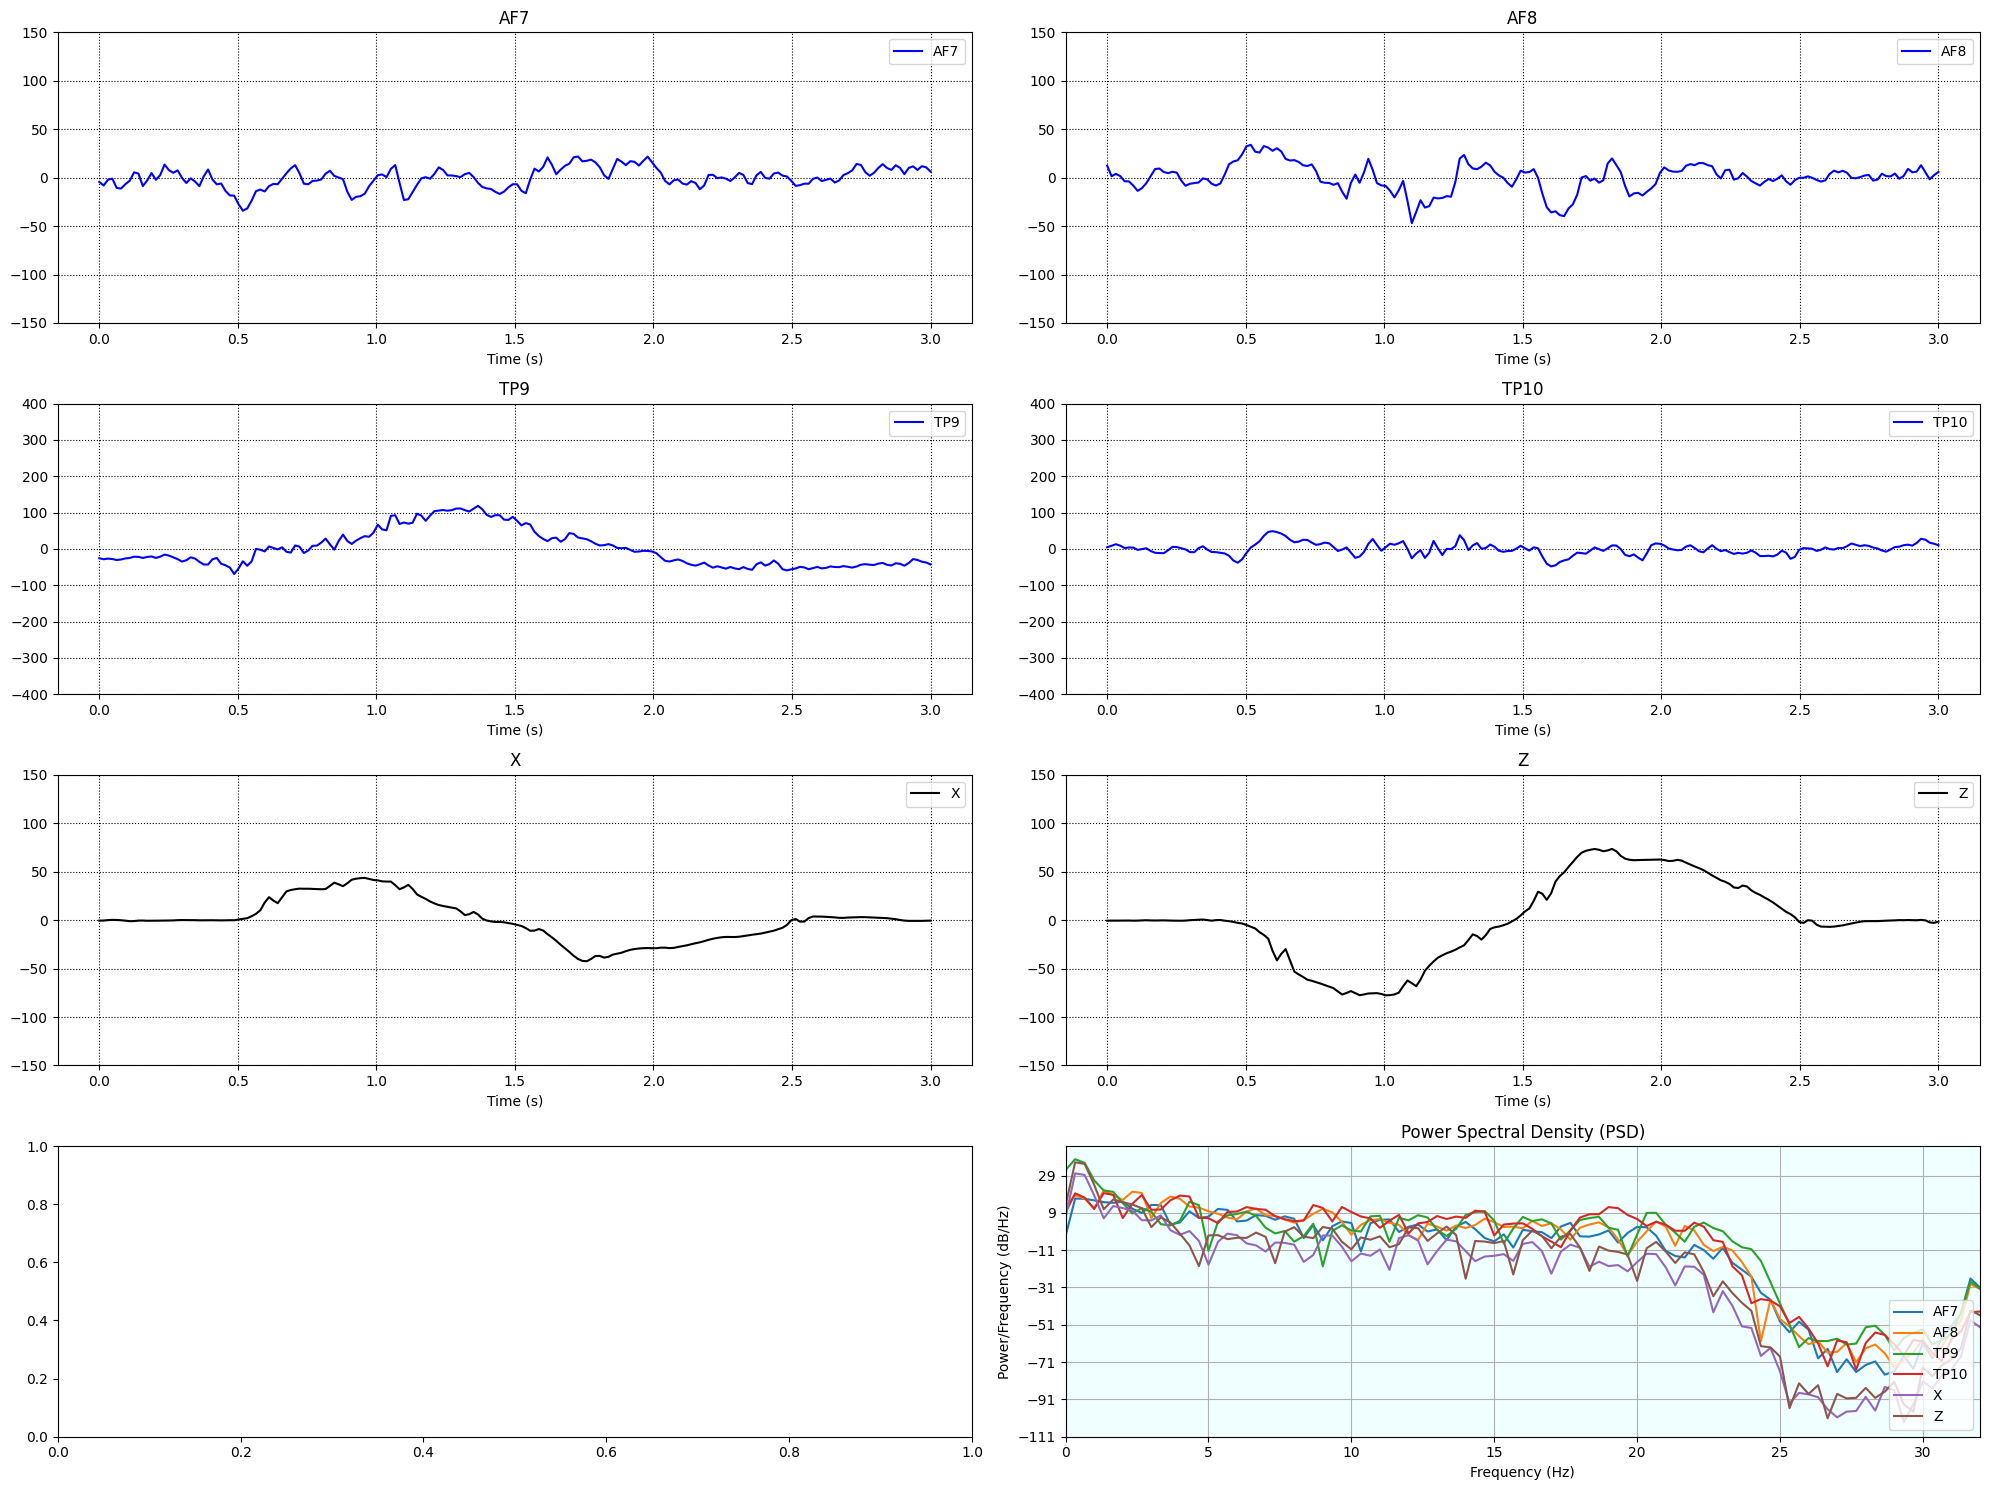 AF7
150
100
50
0
−50
−100
−150
AF7
0.0 0.5 1.0 1.5 2.0 2.5 3.0
Time (s)
AF8
150
100
50
0
−50
−100
−150
AF8
0.0 0.5 1.0 1.5 2.0 2.5 3.0
Time (s)
TP9
400
300
200
100
0
−100
−200
−300
−400
TP9
0.0 0.5 1.0 1.5 2.0 2.5 3.0
Time (s)
TP10
400
300
200
100
0
−100
−200
−300
−400
TP10
0.0 0.5 1.0 1.5 2.0 2.5 3.0
Time (s)
X
150
100
50
0
−50
−100
−150
X
0.0 0.5 1.0 1.5 2.0 2.5 3.0
Time (s)
Z
150
100
50
0
−50
−100
−150
Z
0.0 0.5 1.0 1.5 2.0 2.5 3.0
Time (s)
1.0
0.8
0.6
0.4
0.2
0.0
0.0 0.2 0.4 0.6 0.8 1.0
Power Spectral Density (PSD)
Power/Frequency (dB/Hz)
29
9
−11
−31
−51
−71
−91
−111
AF7
AF8
TP9
TP10
X
Z
0 5 10 15 20 25 30
Frequency (Hz)